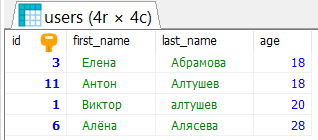 users (4r × 4c)
id first_name last_name age
3 Елена Абрамова 18
11 Антон Алтушев 18
1 Виктор алтушев 20
6 Алёна Алясева 28